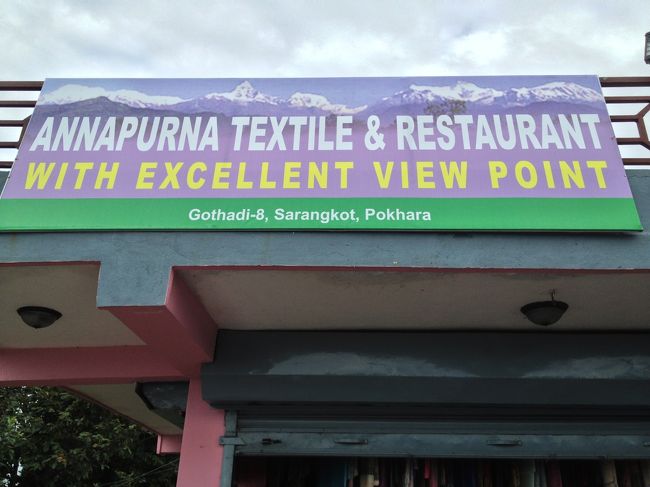 ANNAPURNA TEXTILE & RESTAURANT
WITH EXCELLENT VIEW POINT
Gothadi-8, Sarangkot, Pokhara